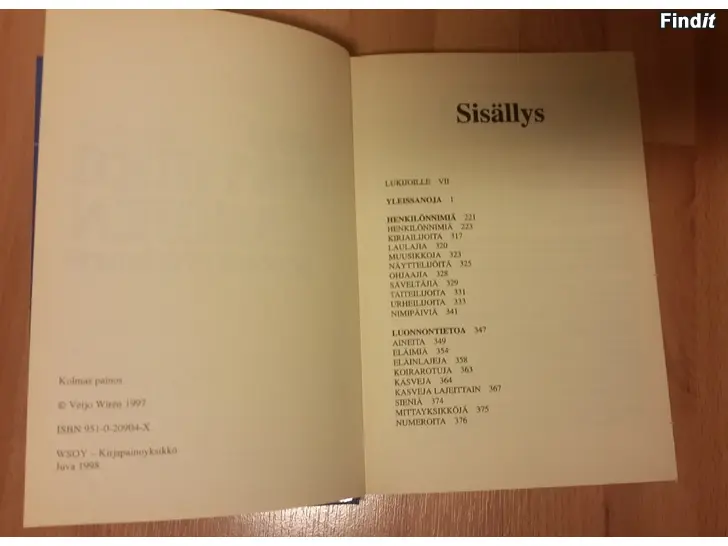 Findit
Kolmas painos
© Verjo Wirén 1997
ISBN 951-0-20904-X
WSOY – Kirjapainoyksikkö
Juva 1998
Sisällys
LUKIJOILLE VII
YLEISSANOJA 1
HENKILÖNNIMIÄ 221
HENKILÖNNIMIÄ 223
KIRJAILIJOITA 317
LAULAJIA 320
MUUSIKKOJA 323
NÄYTTELIJÖITÄ 325
OHJAAJIA 328
SÄVELTÄJIÄ 329
TAITEILIJOITA 331
URHEILIJOITA 333
NIMIPÄIVIÄ 341
LUONNONTIETOA 347
AINEITA 349
ELÄIMIÄ 354
ELÄINLAJEJA 358
KOIRAROTUJA 363
KASVEJA 364
KASVEJA LAJEITTAIN 367
SIENIÄ 374
MITTAYKSIKKÖJÄ 375
NUMEROITA 376